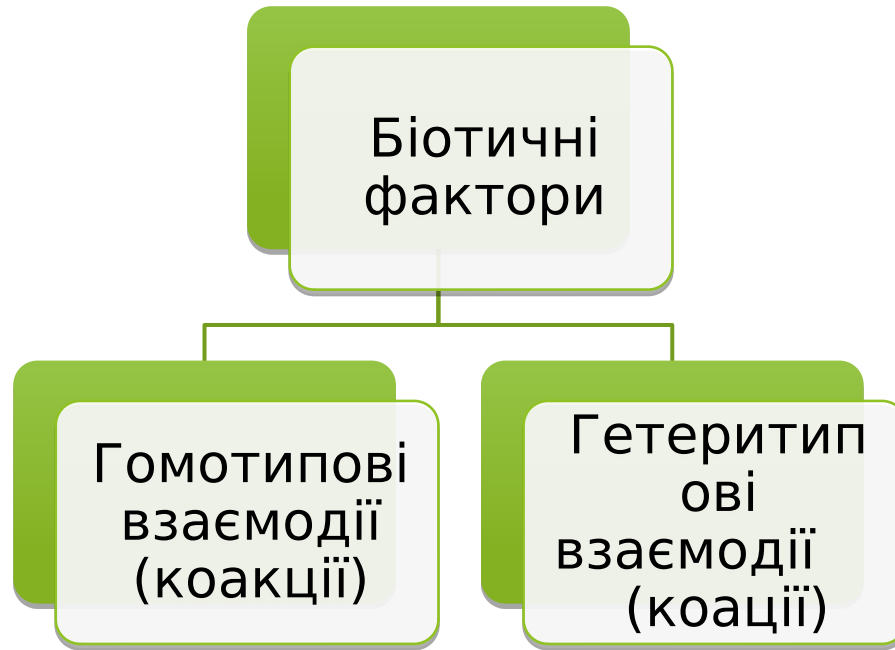 Біотичні
фактори
Гомотипові
взаємодії
(коакції)
Гетеритип
ові
взаємодії
(коації)